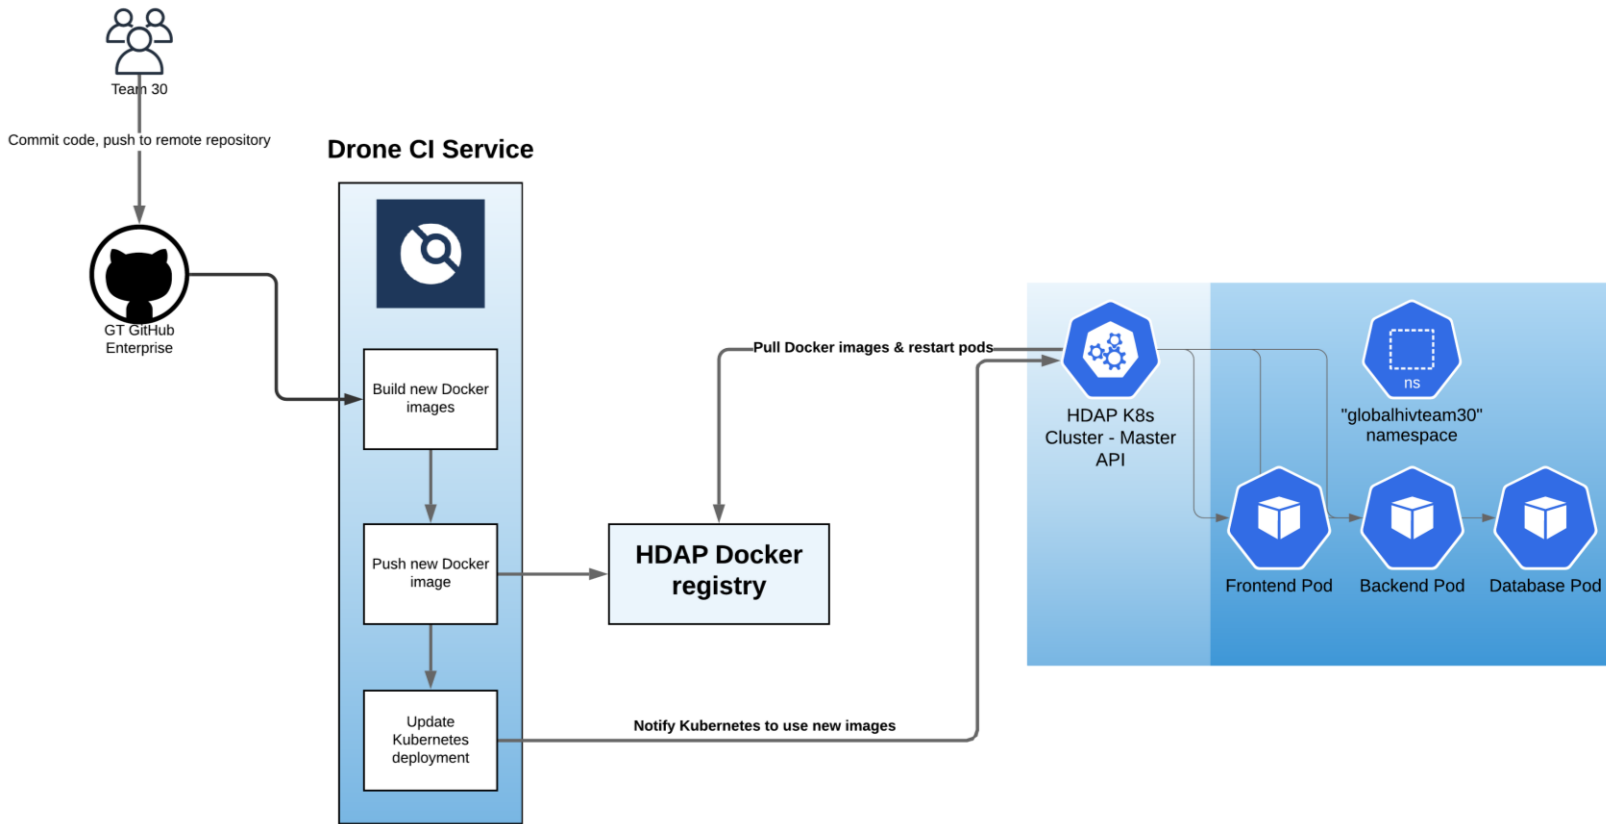 Team 30
Commit code, push to remote repository
GT GitHub
Enterprise
Drone CI Service
Build new Docker
images
Push new Docker
image
Update
Kubernetes
deployment
HDAP Docker
registry
Pull Docker images & restart pods
Notify Kubernetes to use new images
HDAP K8s
Cluster - Master
API
ns
"globalhivteam30"
namespace
Frontend Pod
Backend Pod
Database Pod